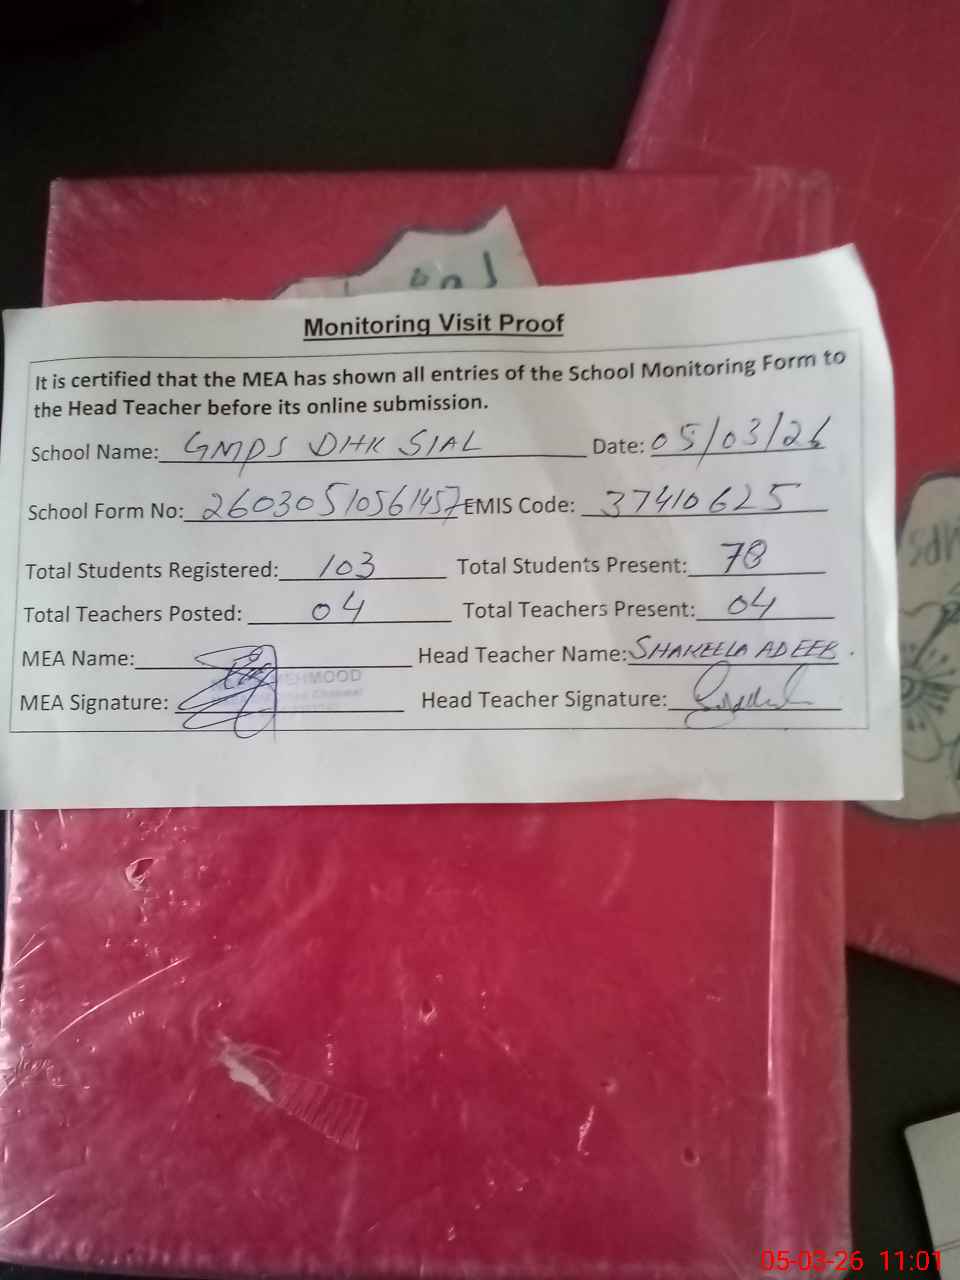 Monitoring Visit Proof
It is certified that the MEA has shown all entries of the School Monitoring Form to
the Head Teacher before its online submission.
School Name: GMPS DHK SIAL Date: 05/03/26
School Form No: 26030510561457 EMIS Code: 37410625
Total Students Registered: 103 Total Students Present: 78
Total Teachers Posted: 04 Total Teachers Present: 04
MEA Name: Head Teacher Name: SHAKEELA ADEEB.
MEHMOOD
MEA Signature: Head Teacher Signature:
05-03-26 11:01